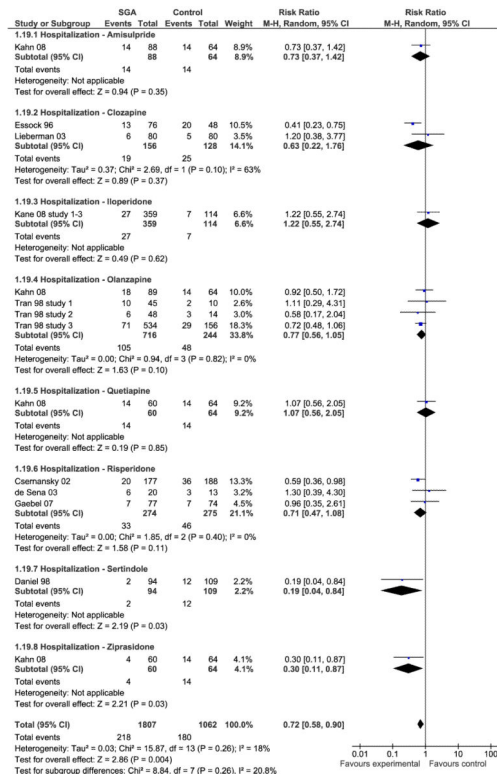 SGA Control Risk Ratio Risk Ratio
Study or Subgroup Events Total Events Total Weight M-H, Random, 95% CI M-H, Random, 95% CI
1.19.1 Hospitalization - Amisulpride
Kahn 08 14 88 14 64 8.9% 0.73 [0.37, 1.42]
Subtotal (95% CI) 88 64 8.9% 0.73 [0.37, 1.42]
Total events 14 14
Heterogeneity: Not applicable
Test for overall effect: Z = 0.94 (P = 0.35)
1.19.2 Hospitalization - Clozapine
Essock 96 13 76 20 48 10.9% 0.41 [0.23, 0.75]
Lieberman 03 6 80 5 80 3.2% 1.20 [0.38, 3.77]
Subtotal (95% CI) 156 128 14.1% 0.63 [0.22, 1.76]
Total events 19 25
Heterogeneity: Tau² = 0.37; Chi² = 2.69, df = 1 (P = 0.10); I² = 63%
Test for overall effect: Z = 0.89 (P = 0.37)
1.19.3 Hospitalization - Iloperidone
Kane 08 study 1-3 27 359 7 114 6.6% 1.22 [0.55, 2.74]
Subtotal (95% CI) 359 114 6.6% 1.22 [0.55, 2.74]
Total events 27 7
Heterogeneity: Not applicable
Test for overall effect: Z = 0.49 (P = 0.62)
1.19.4 Hospitalization - Olanzapine
Kahn 08 18 89 14 64 10.0% 0.92 [0.50, 1.72]
Tran 98 study 1 10 45 2 10 2.6% 1.11 [0.29, 4.31]
Tran 98 study 2 6 48 3 14 2.8% 0.58 [0.17, 2.04]
Tran 98 study 3 71 534 29 156 18.3% 0.72 [0.48, 1.06]
Subtotal (95% CI) 716 244 33.8% 0.77 [0.56, 1.05]
Total events 105 48
Heterogeneity: Tau² = 0.00; Chi² = 0.94, df = 3 (P = 0.82); I² = 0%
Test for overall effect: Z = 1.63 (P = 0.10)
1.19.5 Hospitalization - Quetiapine
Kahn 08 14 60 14 64 9.2% 1.07 [0.56, 2.05]
Subtotal (95% CI) 60 64 9.2% 1.07 [0.56, 2.05]
Total events 14 14
Heterogeneity: Not applicable
Test for overall effect: Z = 0.19 (P = 0.85)
1.19.6 Hospitalization - Risperidone
Csernansky 02 20 177 36 188 13.3% 0.59 [0.36, 0.98]
de Sena 03 6 20 3 13 3.0% 1.30 [0.39, 4.30]
Gaebel 07 7 77 7 74 4.8% 0.96 [0.35, 2.61]
Subtotal (95% CI) 274 275 21.1% 0.71 [0.47, 1.08]
Total events 33 46
Heterogeneity: Tau² = 0.00; Chi² = 1.85, df = 2 (P = 0.40); I² = 0%
Test for overall effect: Z = 1.58 (P = 0.11)
1.19.7 Hospitalization - Sertindole
Daniel 98 2 94 12 109 2.2% 0.19 [0.04, 0.84]
Subtotal (95% CI) 94 109 2.2% 0.19 [0.04, 0.84]
Total events 2 12
Heterogeneity: Not applicable
Test for overall effect: Z = 2.19 (P = 0.03)
1.19.8 Hospitalization - Ziprasidone
Kahn 08 4 60 14 64 4.1% 0.30 [0.11, 0.87]
Subtotal (95% CI) 60 64 4.1% 0.30 [0.11, 0.87]
Total events 4 14
Heterogeneity: Not applicable
Test for overall effect: Z = 2.21 (P = 0.03)
Total (95% CI) 1807 1062 100.0% 0.72 [0.58, 0.90]
Total events 218 180
Heterogeneity: Tau² = 0.03; Chi² = 15.87, df = 13 (P = 0.26); I² = 18%
Test for overall effect: Z = 2.86 (P = 0.004)
Test for subgroup differences: Chi² = 8.84, df = 7 (P = 0.26), I² = 20.8%
0.01 0.1 1 10 100
Favours experimental Favours control